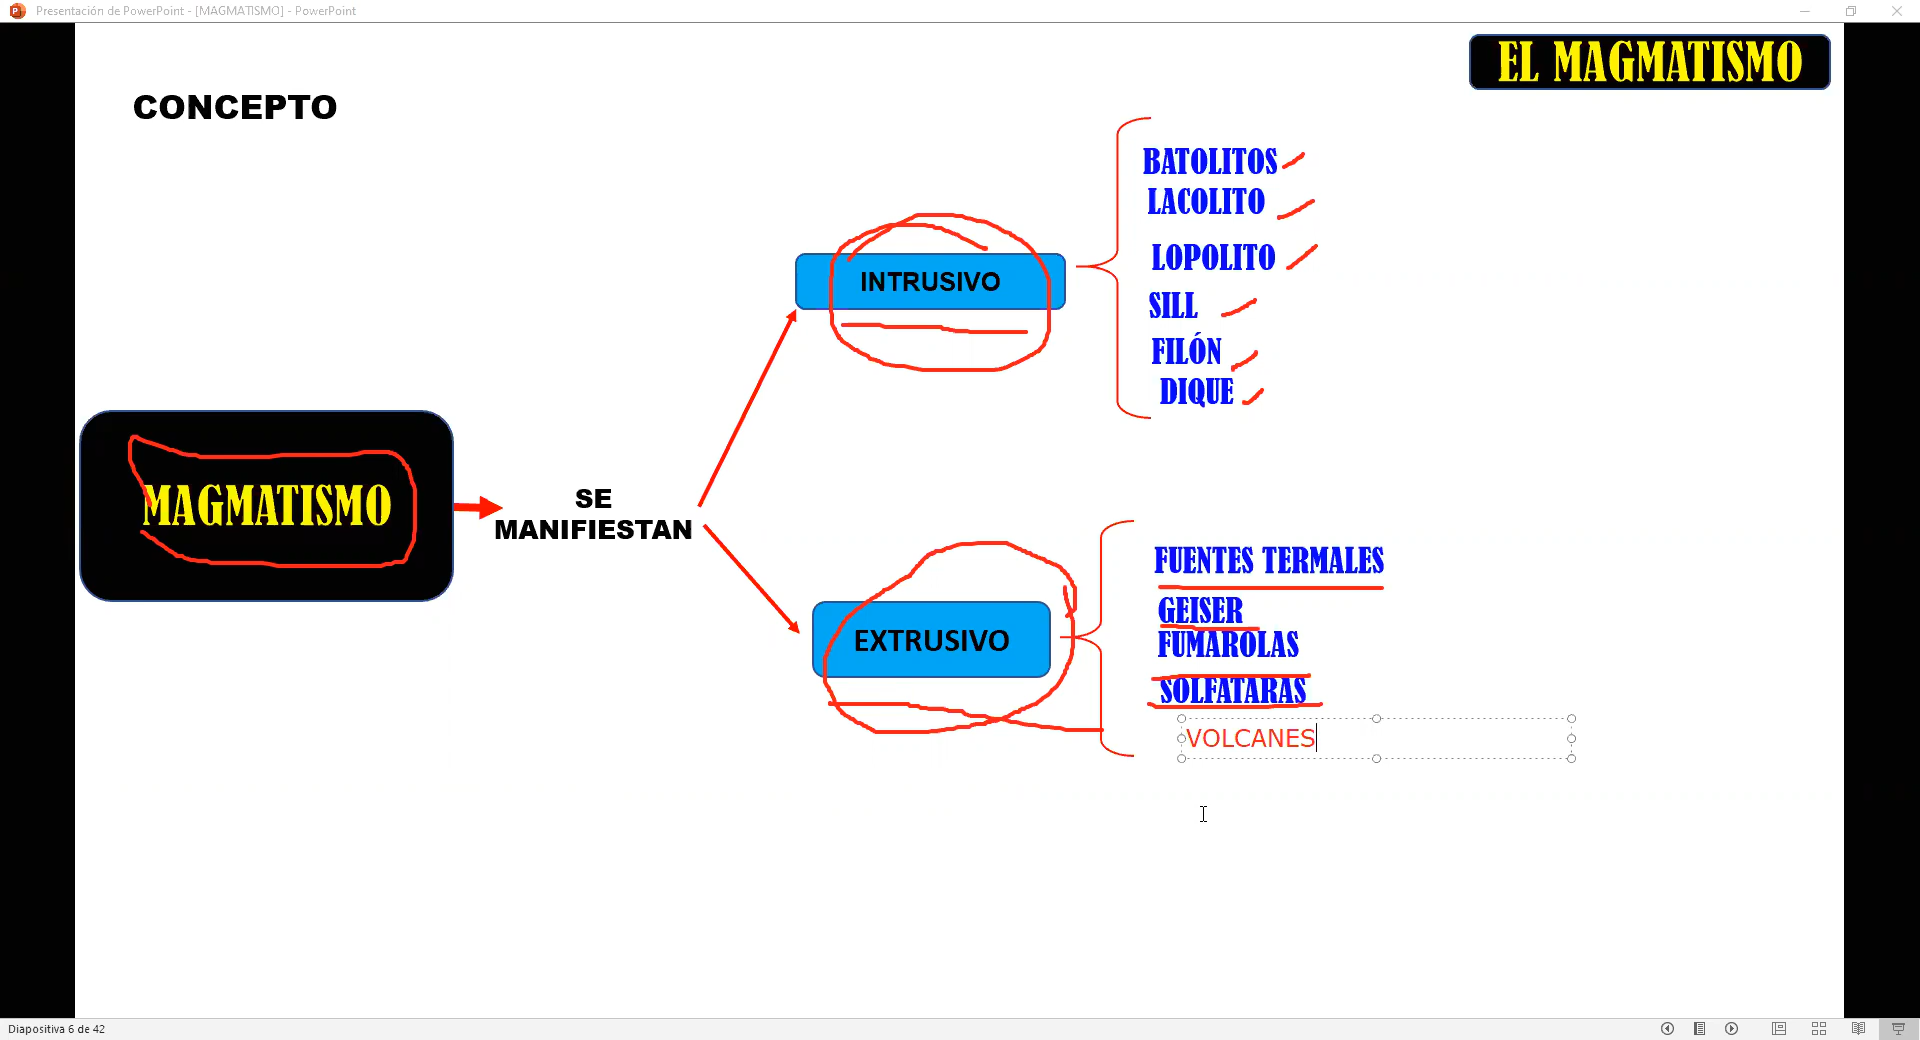 Presentación de PowerPoint - [MAGMATISMO] - PowerPoint
EL MAGMATISMO
CONCEPTO
BATOLITOS
LACOLITO
LOPOLITO
INTRUSIVO
SILL
FILÓN
DIQUE
MAGMATISMO
SE
MANIFIESTAN
FUENTES TERMALES
GEISER
EXTRUSIVO
FUMAROLAS
SOLFATARAS
VOLCANES
Diapositiva 6 de 42